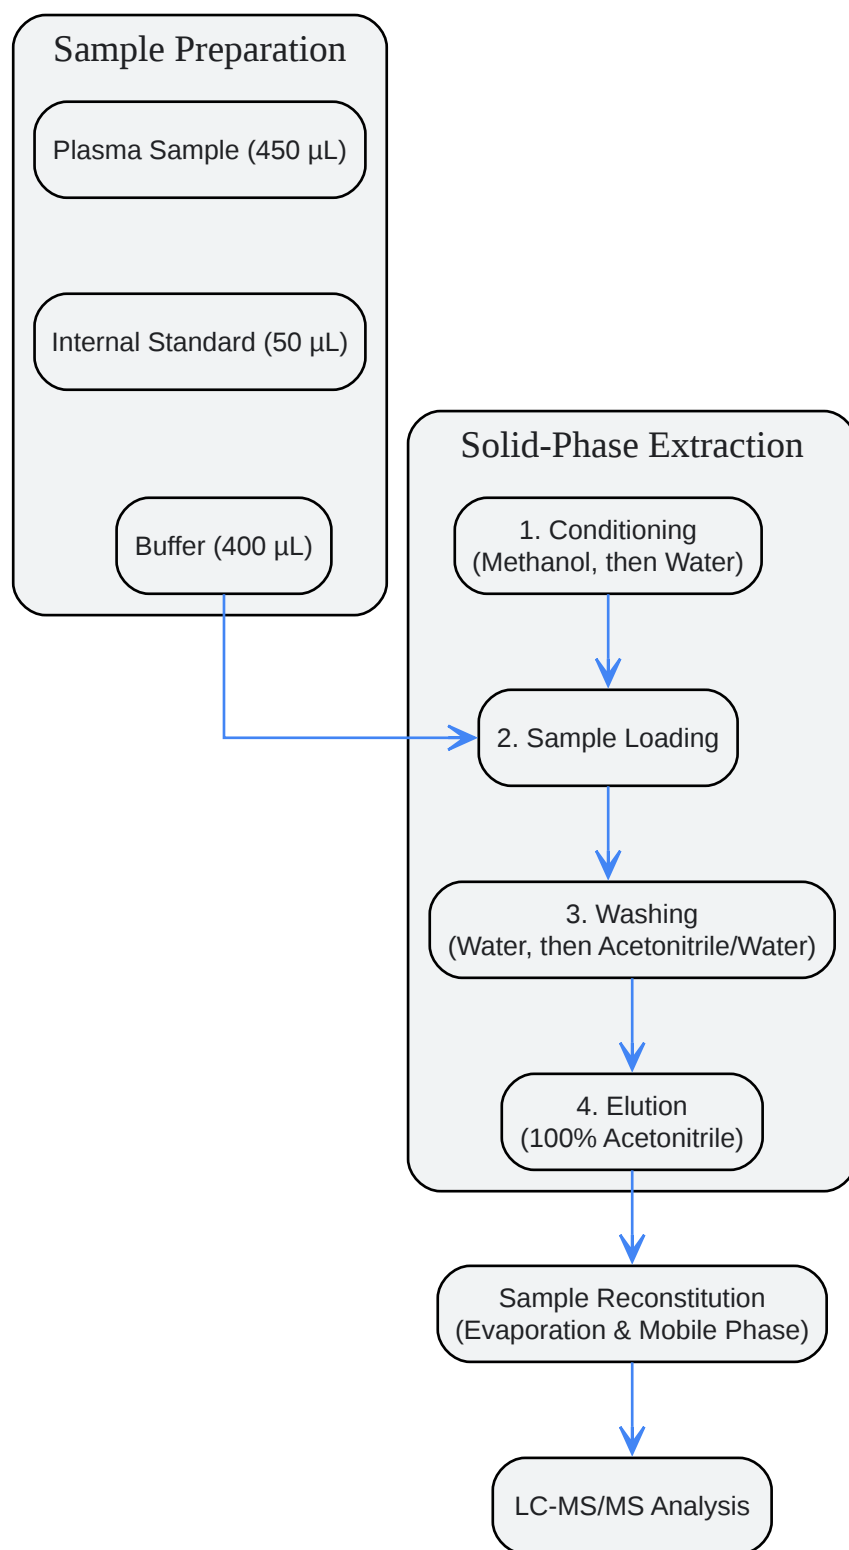 Sample Preparation
Plasma Sample (450 µL)
Internal Standard (50 µL)
Buffer (400 µL)
Solid-Phase Extraction
1. Conditioning
(Methanol, then Water)
2. Sample Loading
3. Washing
(Water, then Acetonitrile/Water)
4. Elution
(100% Acetonitrile)
Sample Reconstitution
(Evaporation & Mobile Phase)
LC-MS/MS Analysis